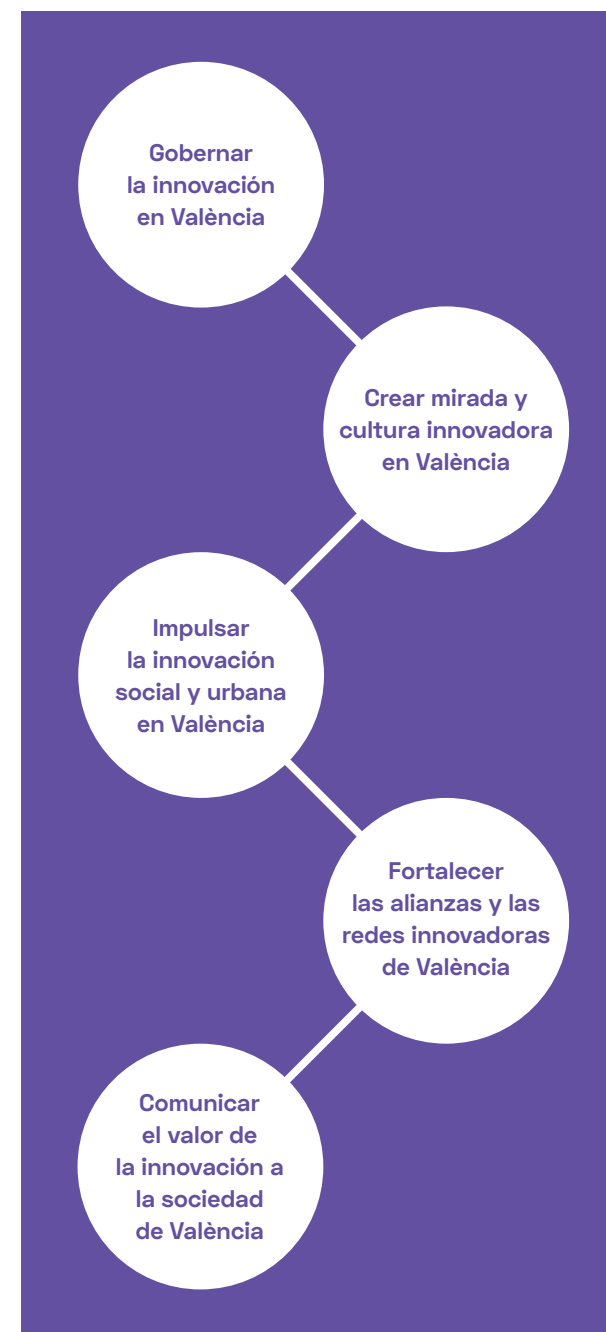 Gobernar
la innovación
en València
Crear mirada y
cultura innovadora
en València
Impulsar
la innovación
social y urbana
en València
Fortalecer
las alianzas y las
redes innovadoras
de València
Comunicar
el valor de
la innovación a
la sociedad
de València